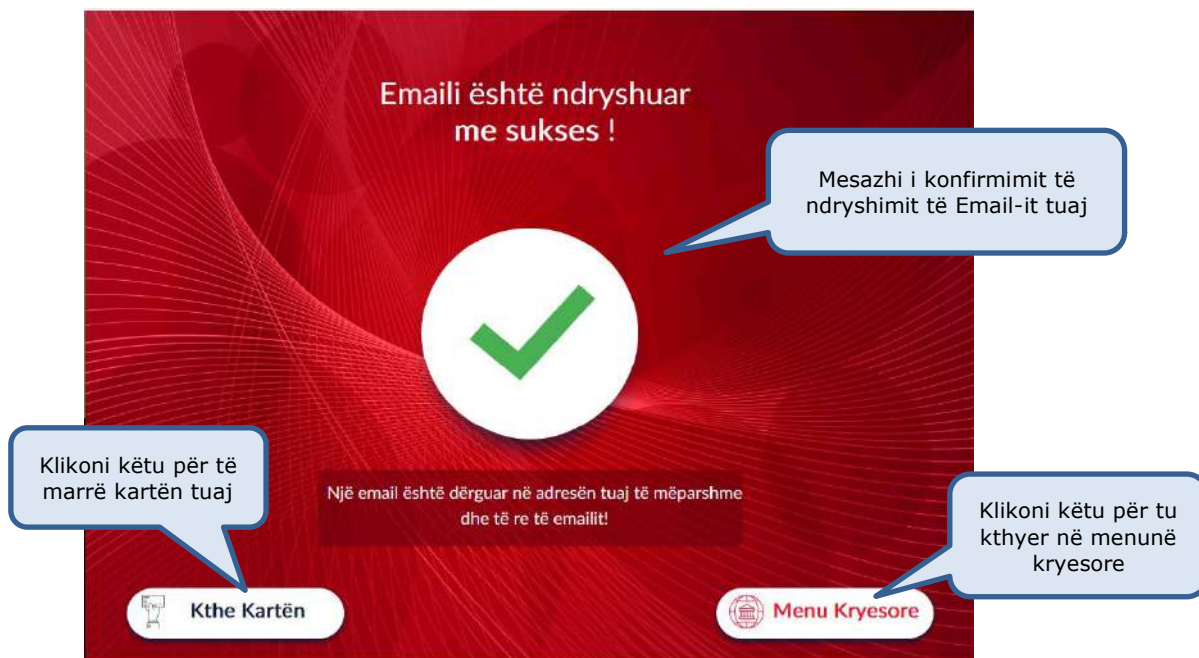 Emaili është ndryshuar
me sukses !
Mesazhi i konfirmimit të
ndryshimit të Email-it tuaj
Klikoni këtu për të
marrë kartën tuaj
Një email është dërguar në adresën tuaj të mëparshme
dhe të re të emailit!
Klikoni këtu për tu
kthyer në menunë
kryesore
Kthe Kartën
Menu Kryesore